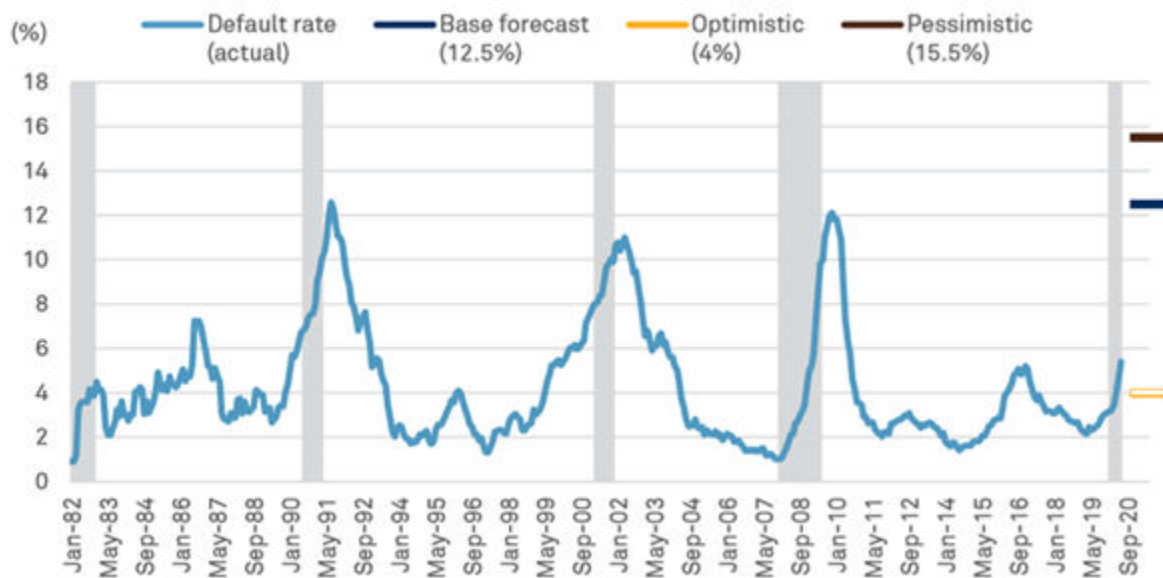 (%)
Default rate (actual)
Base forecast (12.5%)
Optimistic (4%)
Pessimistic (15.5%)
18
16
14
12
10
8
6
4
2
0
Jan-82
May-83
Sep-84
Jan-86
May-87
Sep-88
Jan-90
May-91
Sep-92
Jan-94
May-95
Sep-96
Jan-98
May-99
Sep-00
Jan-02
May-03
Sep-04
Jan-06
May-07
Sep-08
Jan-10
May-11
Sep-12
Jan-14
May-15
Sep-16
Jan-18
May-19
Sep-20